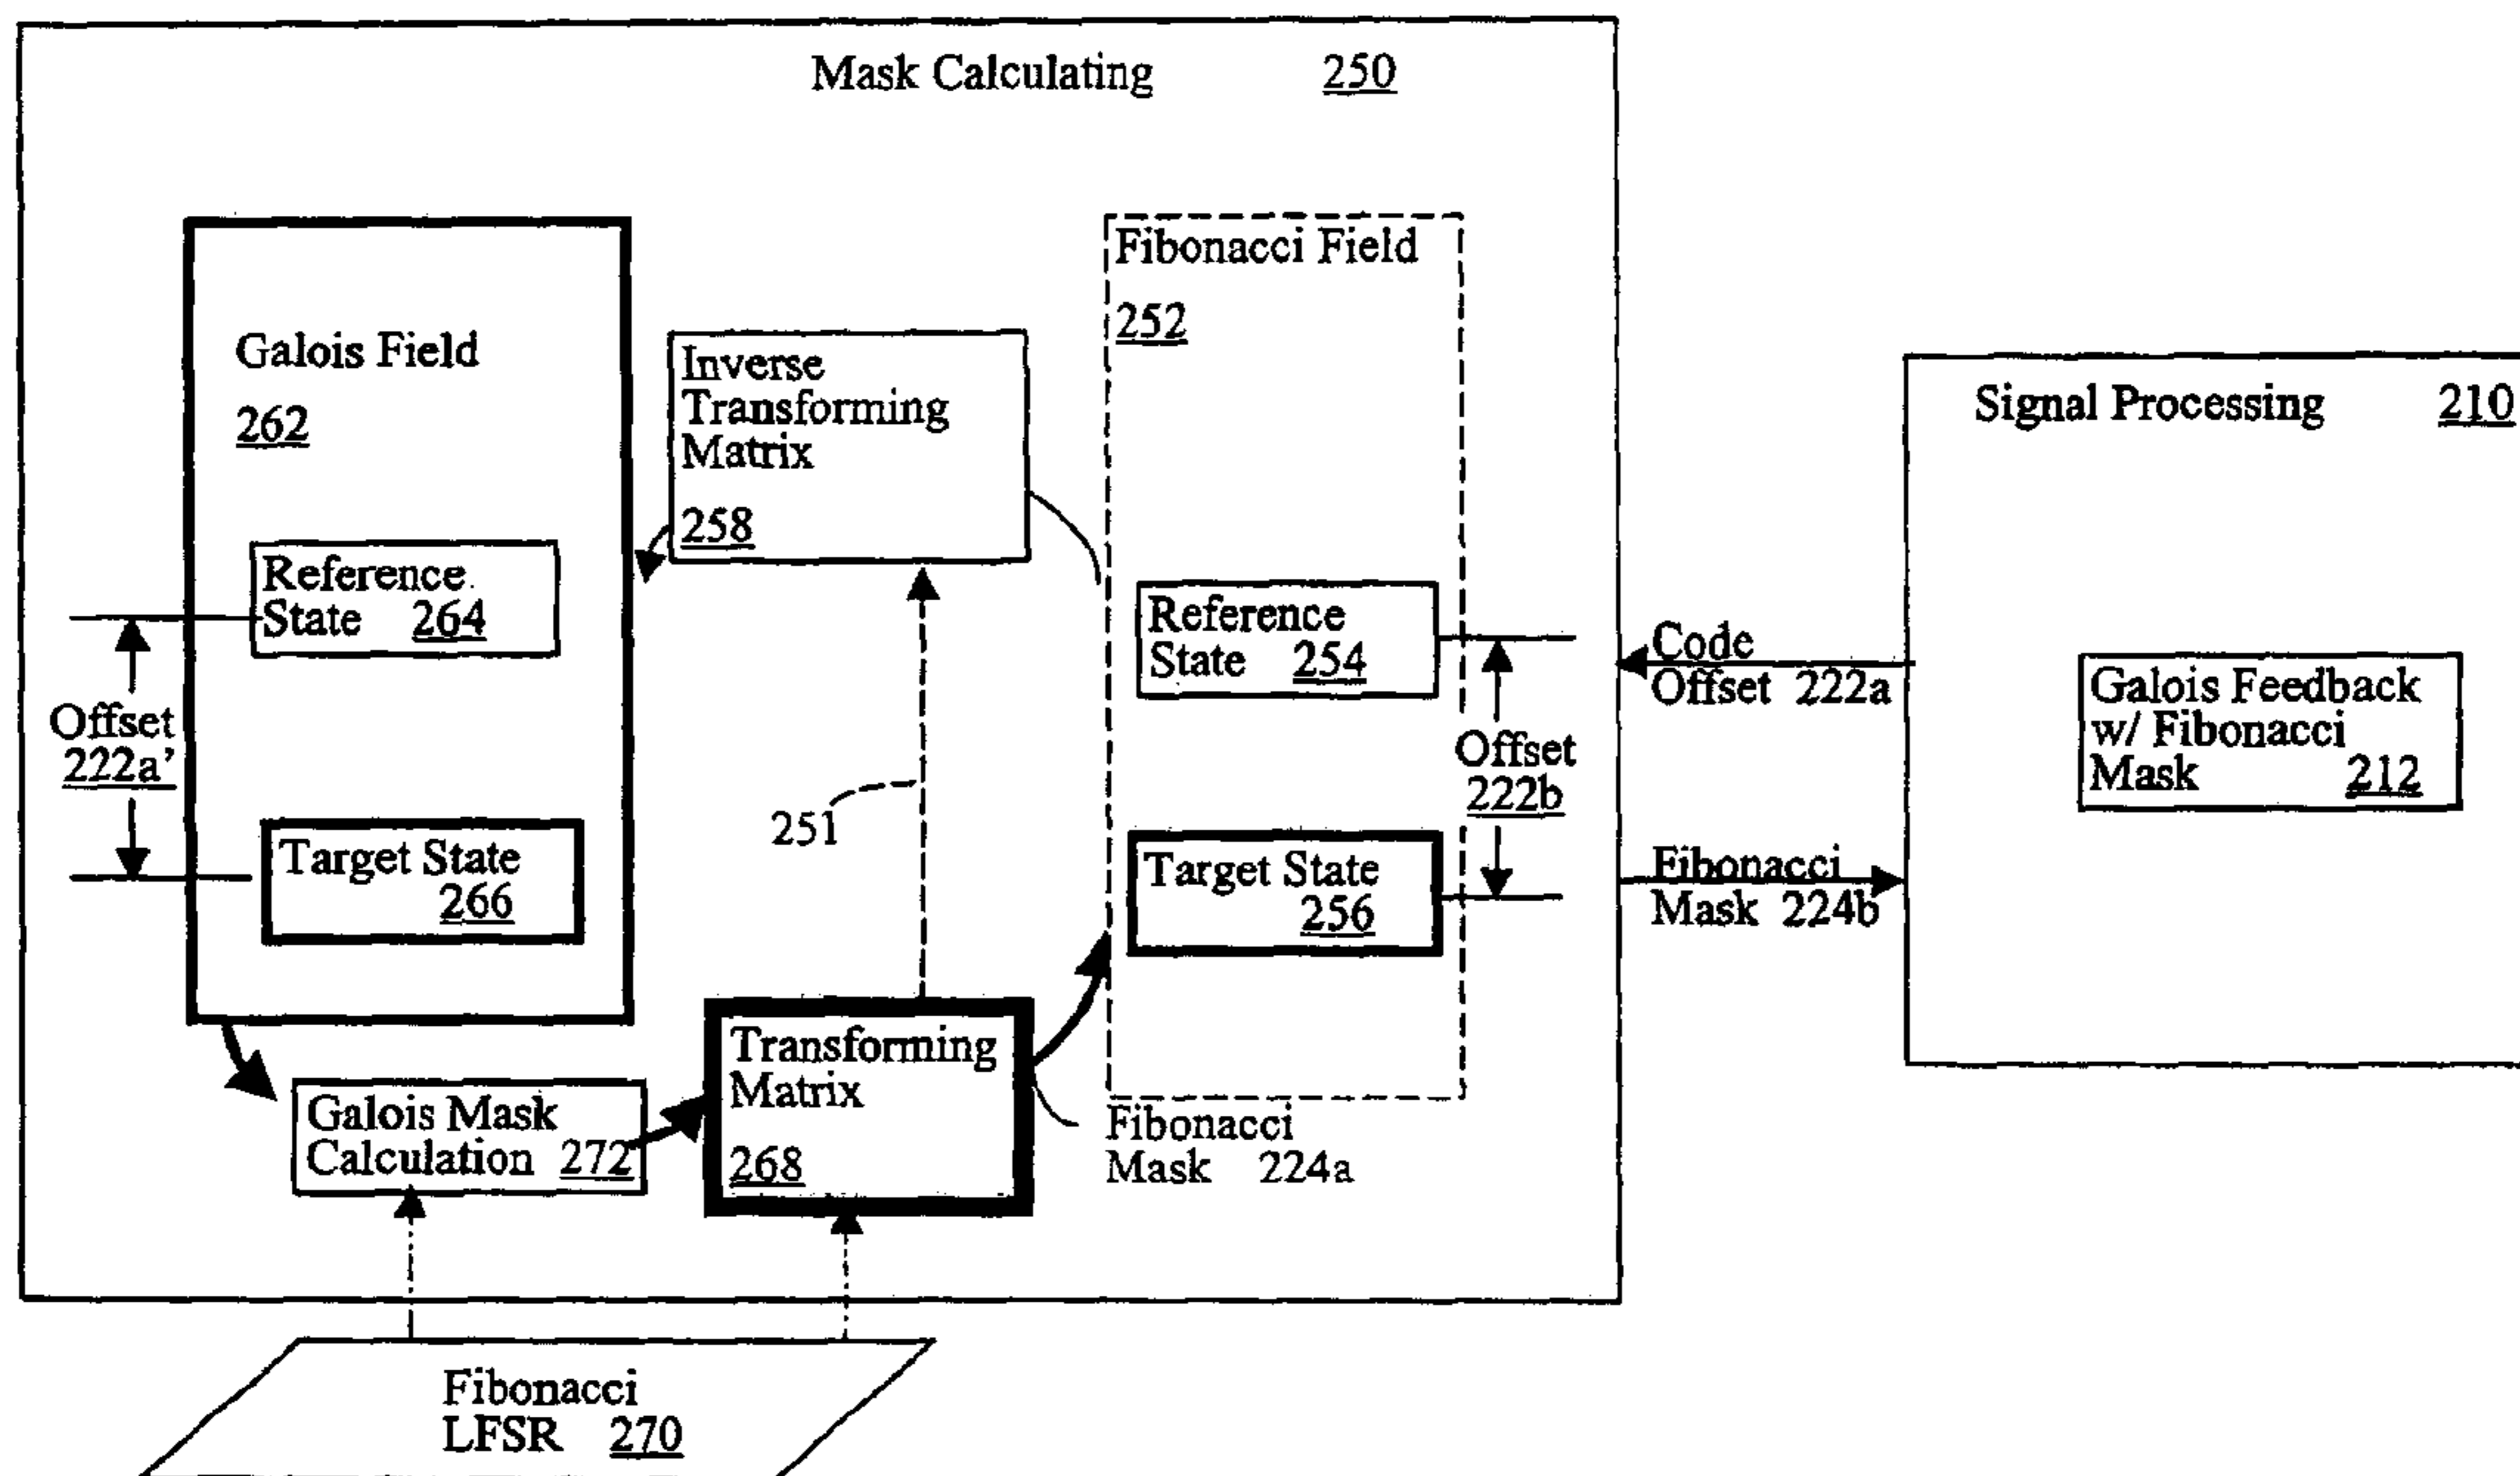 Mask Calculating 250
Galois Field
262
Inverse
Transforming
Matrix
258
Fibonacci Field
252
Signal Processing 210
Reference
State 264
Reference
State 254
Code
Offset 222a
Galois Feedback
w/ Fibonacci
Mask 212
Offset
222a'
251
Offset
222b
Target State
266
Target State
256
Fibonacci
Mask 224b
Galois Mask
Calculation 272
Transforming
Matrix
268
Fibonacci
Mask 224a
Fibonacci
LFSR 270